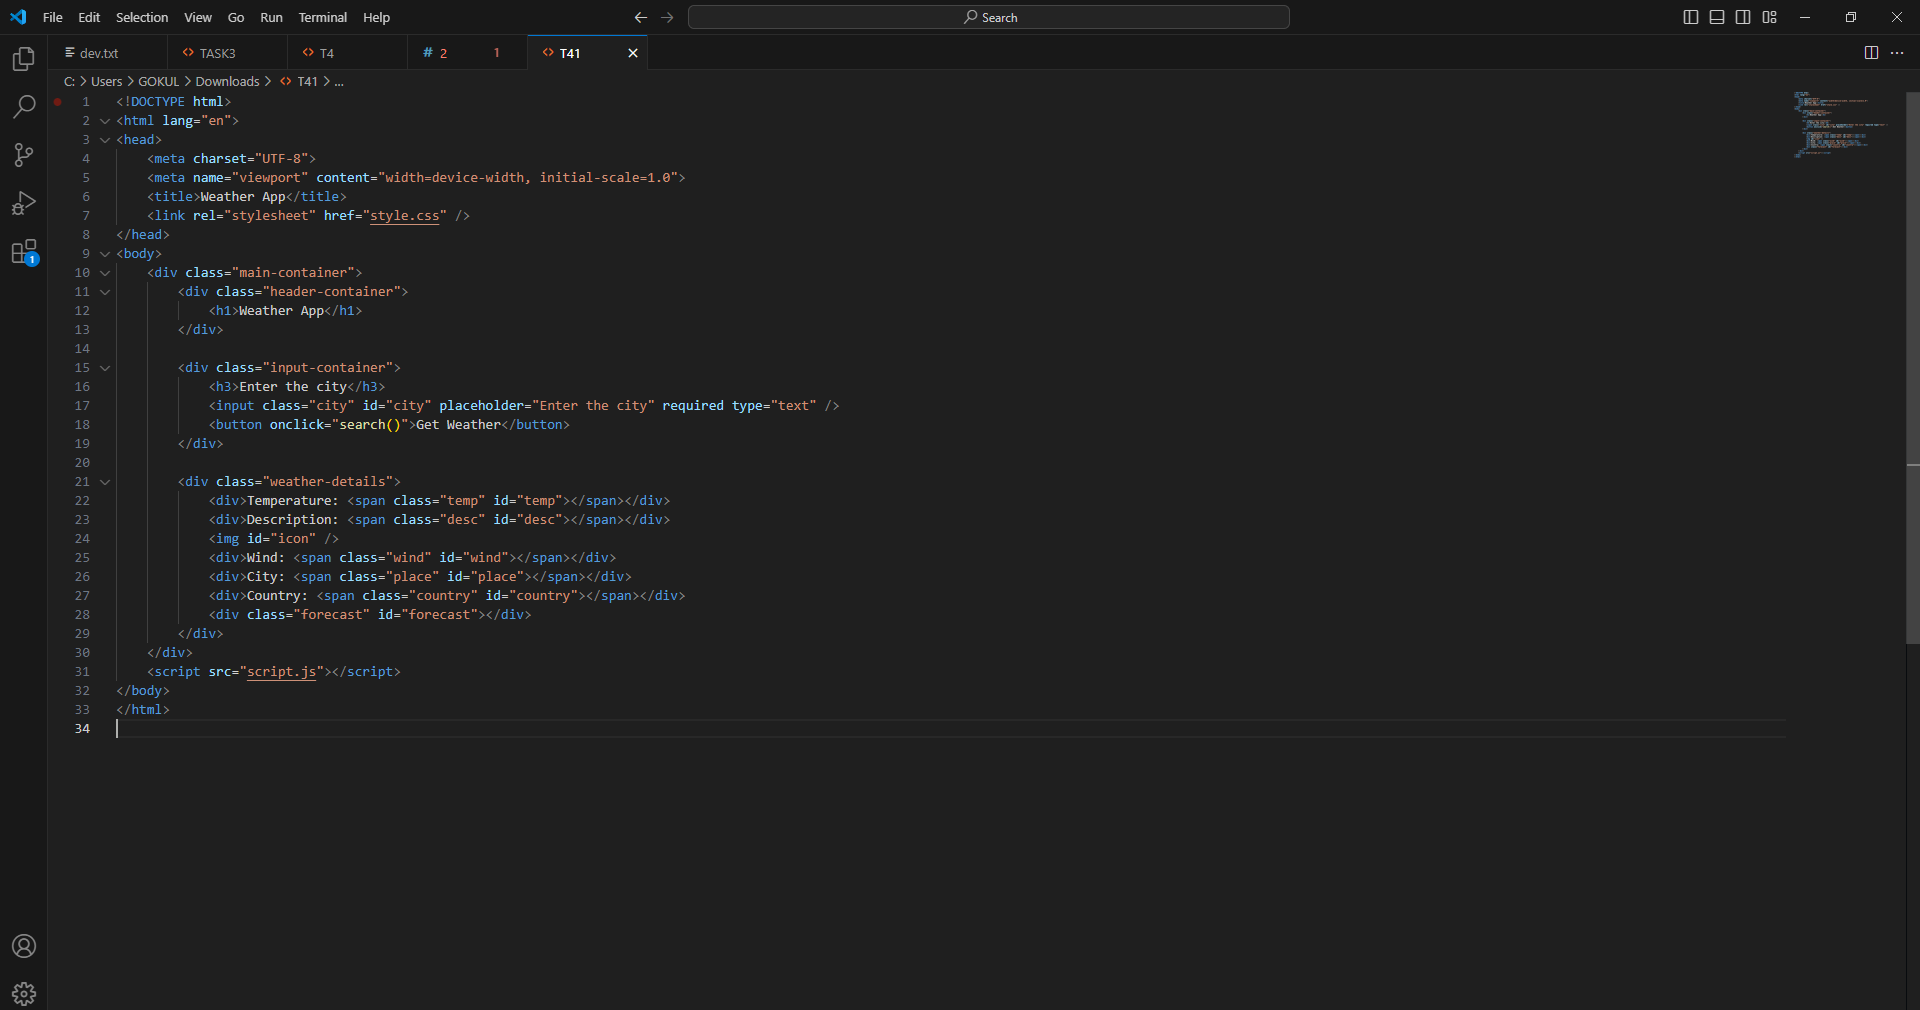 File Edit Selection View Go Run Terminal Help
Search
dev.txt TASK3 T4 # 2 1 T41
C: > Users > GOKUL > Downloads > <> T41 > ...
1 <!DOCTYPE html>
2 <html lang="en">
3 <head>
4 <meta charset="UTF-8">
5 <meta name="viewport" content="width=device-width, initial-scale=1.0">
6 <title>Weather App</title>
7 <link rel="stylesheet" href="style.css" />
8 </head>
9 <body>
10 <div class="main-container">
11 <div class="header-container">
12 <h1>Weather App</h1>
13 </div>
14
15 <div class="input-container">
16 <h3>Enter the city</h3>
17 <input class="city" id="city" placeholder="Enter the city" required type="text" />
18 <button onclick="search()">Get Weather</button>
19 </div>
20
21 <div class="weather-details">
22 <div>Temperature: <span class="temp" id="temp"></span></div>
23 <div>Description: <span class="desc" id="desc"></span></div>
24 <img id="icon" />
25 <div>Wind: <span class="wind" id="wind"></span></div>
26 <div>City: <span class="place" id="place"></span></div>
27 <div>Country: <span class="country" id="country"></span></div>
28 <div class="forecast" id="forecast"></div>
29 </div>
30 </div>
31 <script src="script.js"></script>
32 </body>
33 </html>
34
1